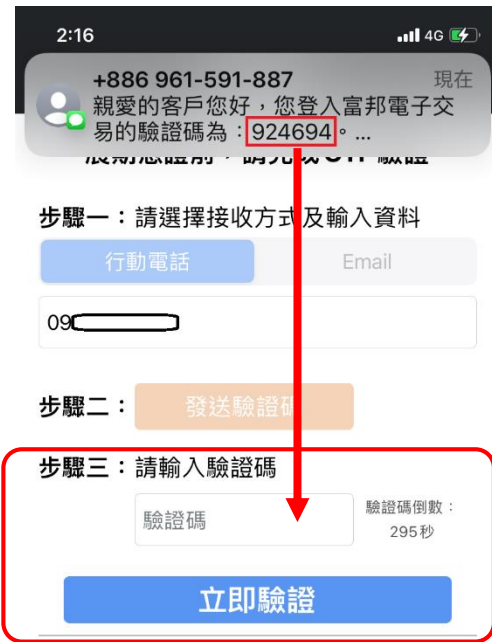 2:16
4G
+886 961-591-887
現在
親愛的客戶您好，您登入富邦電子交
易的驗證碼為：924694。...
步驟一：請選擇接收方式及輸入資料
行動電話
Email
09
步驟二：
發送驗證碼
步驟三：請輸入驗證碼
驗證碼
驗證碼倒數：
295秒
立即驗證